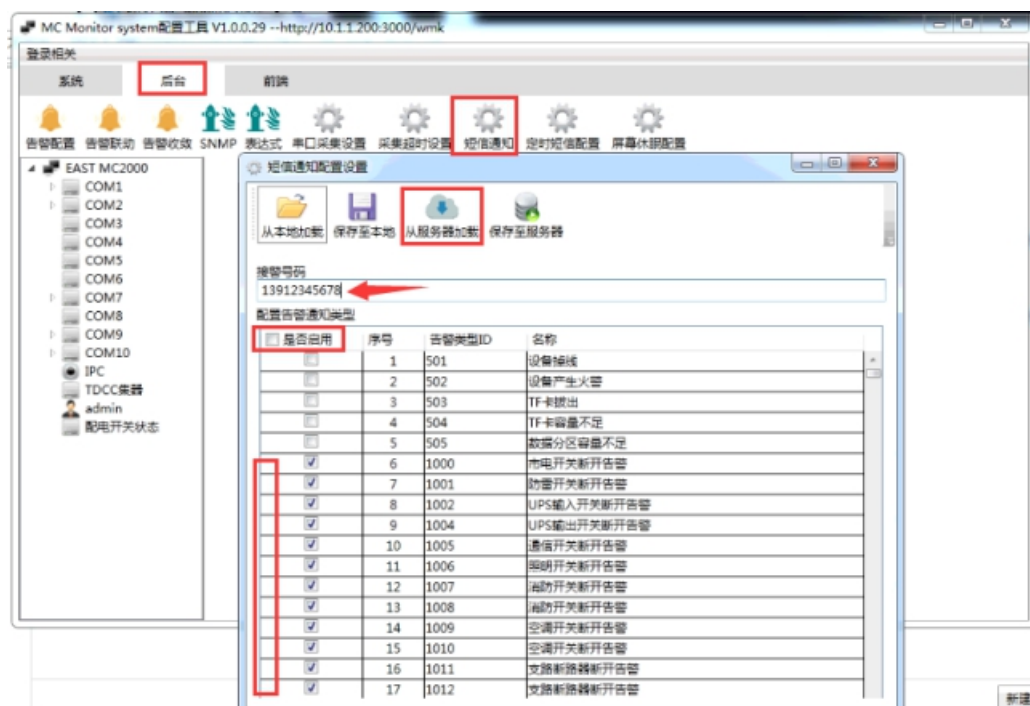 MC Monitor system配置工具 V1.0.0.29 --http://10.1.1.200:3000/wmk
登录相关
系统 后台 前端
告警配置 告警联动 告警收敛 SNMP 表达式 串口采集设置 采集超时设置 短信通知 定时短信配置 屏幕休眠配置
EAST MC2000
COM1
COM2
COM3
COM4
COM5
COM6
COM7
COM8
COM9
COM10
IPC
TDCC集器
admin
配电开关状态
短信通知配置设置
从本地加载 保存至本地 从服务器加载 保存至服务器
接警号码
13912345678
配置告警通知类型
是否启用 序号 告警类型ID 名称
1 501 设备掉线
2 502 设备产生火警
3 503 TF卡拔出
4 504 TF卡容量不足
5 505 数据分区容量不足
6 1000 市电开关断开告警
7 1001 防雷开关断开告警
8 1002 UPS输入开关断开告警
9 1004 UPS输出开关断开告警
10 1005 通信开关断开告警
11 1006 照明开关断开告警
12 1007 消防开关断开告警
13 1008 消防开关断开告警
14 1009 空调开关断开告警
15 1010 空调开关断开告警
16 1011 支路断路器断开告警
17 1012 支路断路器断开告警
新建